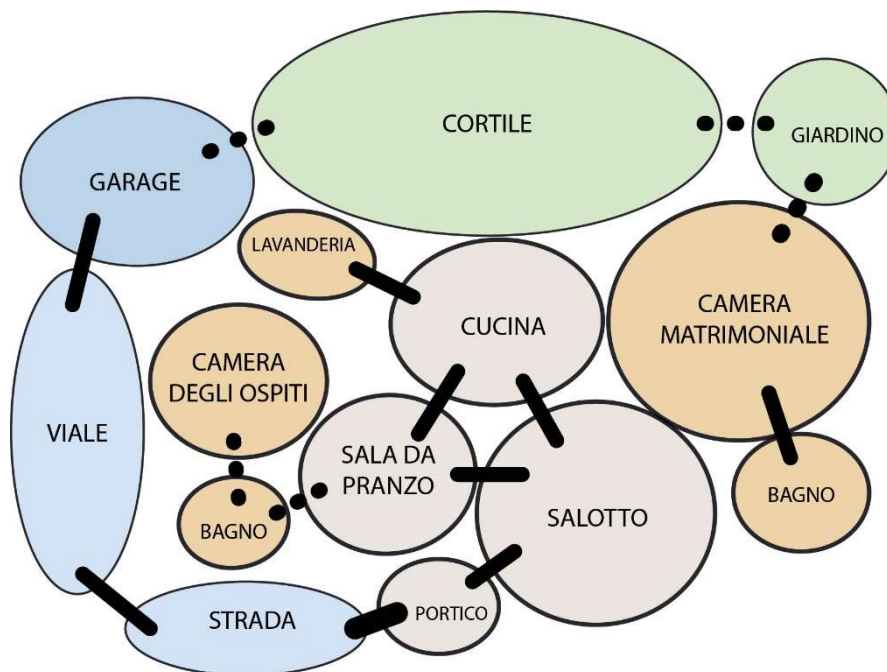 CORTILE
GIARDINO
GARAGE
LAVANDERIA
CUCINA
CAMERA
MATRIMONIALE
CAMERA
DEGLI OSPITI
VIALE
SALA DA
PRANZO
BAGNO
SALOTTO
BAGNO
STRADA
PORTICO